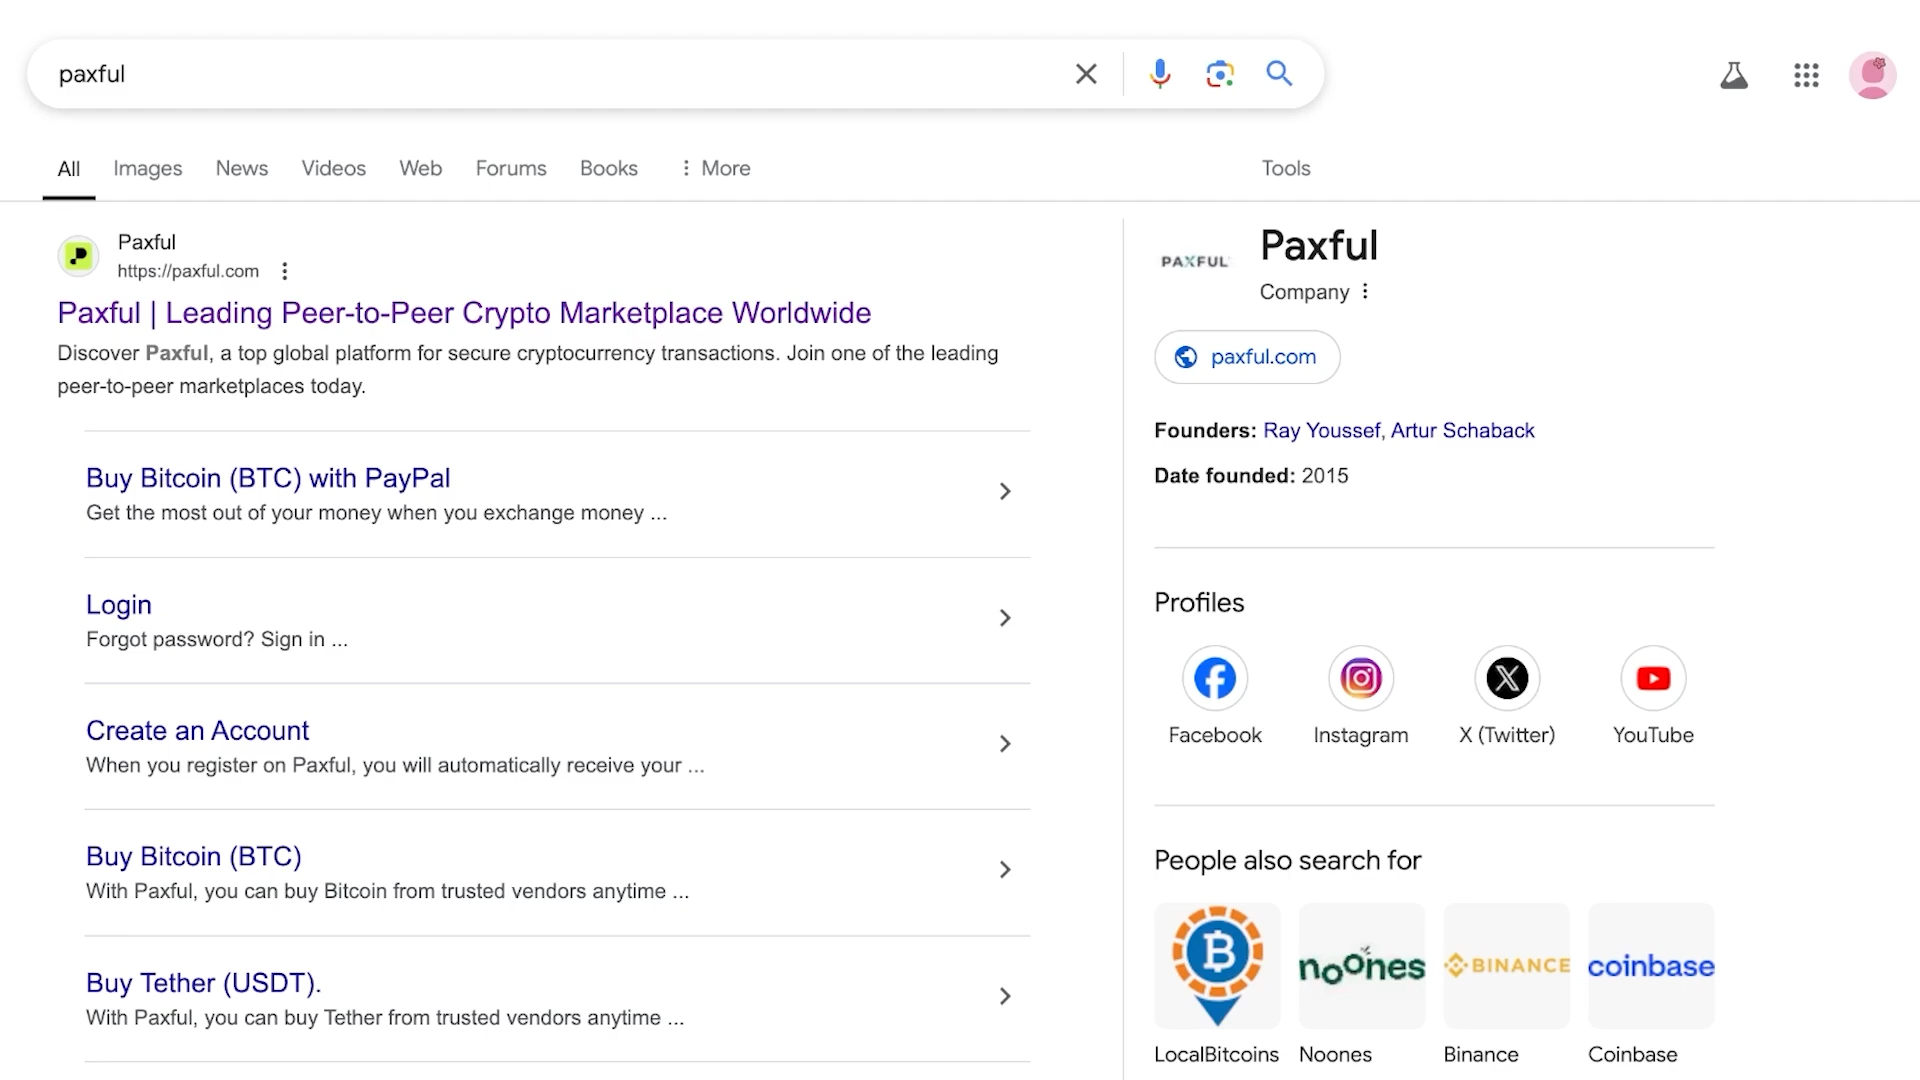 paxful
All Images News Videos Web Forums Books More Tools
Paxful
https://paxful.com
Paxful | Leading Peer-to-Peer Crypto Marketplace Worldwide
Discover Paxful, a top global platform for secure cryptocurrency transactions. Join one of the leading
peer-to-peer marketplaces today.
Buy Bitcoin (BTC) with PayPal
Get the most out of your money when you exchange money ...
Login
Forgot password? Sign in ...
Create an Account
When you register on Paxful, you will automatically receive your ...
Buy Bitcoin (BTC)
With Paxful, you can buy Bitcoin from trusted vendors anytime ...
Buy Tether (USDT).
With Paxful, you can buy Tether from trusted vendors anytime ...
PAXFUL
Paxful
Company
paxful.com
Founders: Ray Youssef, Artur Schaback
Date founded: 2015
Profiles
Facebook Instagram X (Twitter) YouTube
People also search for
noones BINANCE coinbase
LocalBitcoins Noones Binance Coinbase